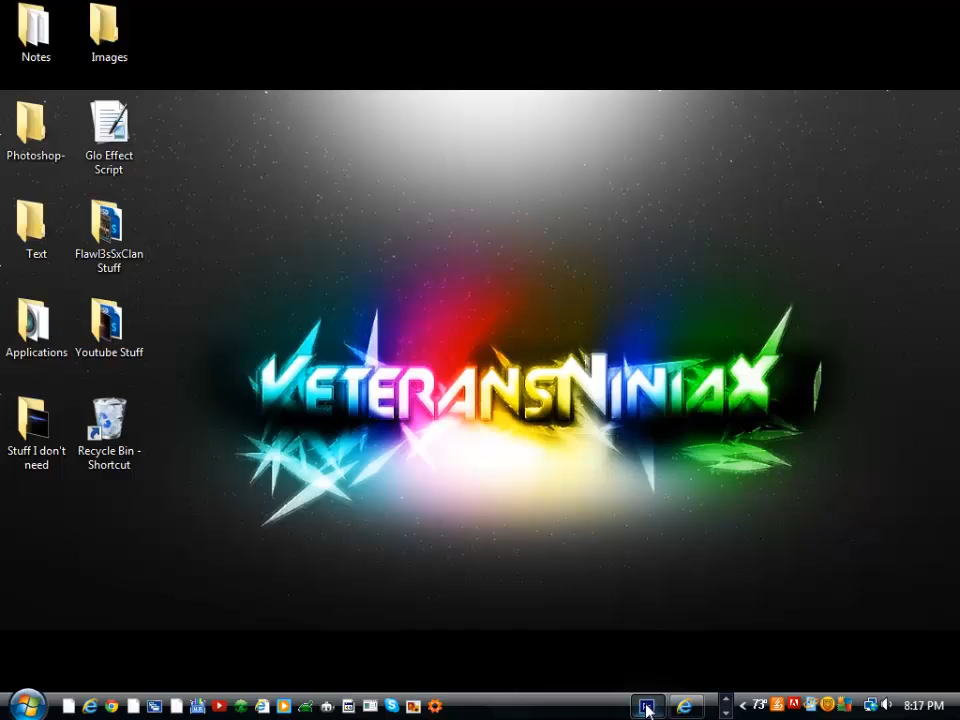 Notes
Images
Photoshop-
Glo Effect
Script
Text
Flawl3sSxClan
Stuff
Applications
Youtube Stuff
Stuff I don't
need
Recycle Bin -
Shortcut
VeteransNinjaX
73°
8:17 PM